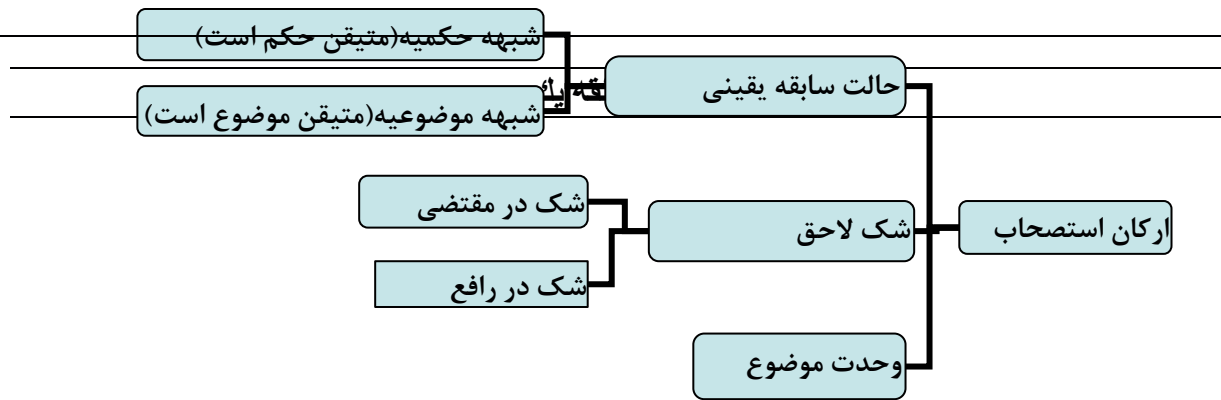 شبهه حکمیه(متیقن حکم است)
حالت سابقه یقینی
شبهه موضوعیه(متیقن موضوع است)
شک در مقتضی
ارکان استصحاب
شک لاحق
شک در رافع
وحدت موضوع